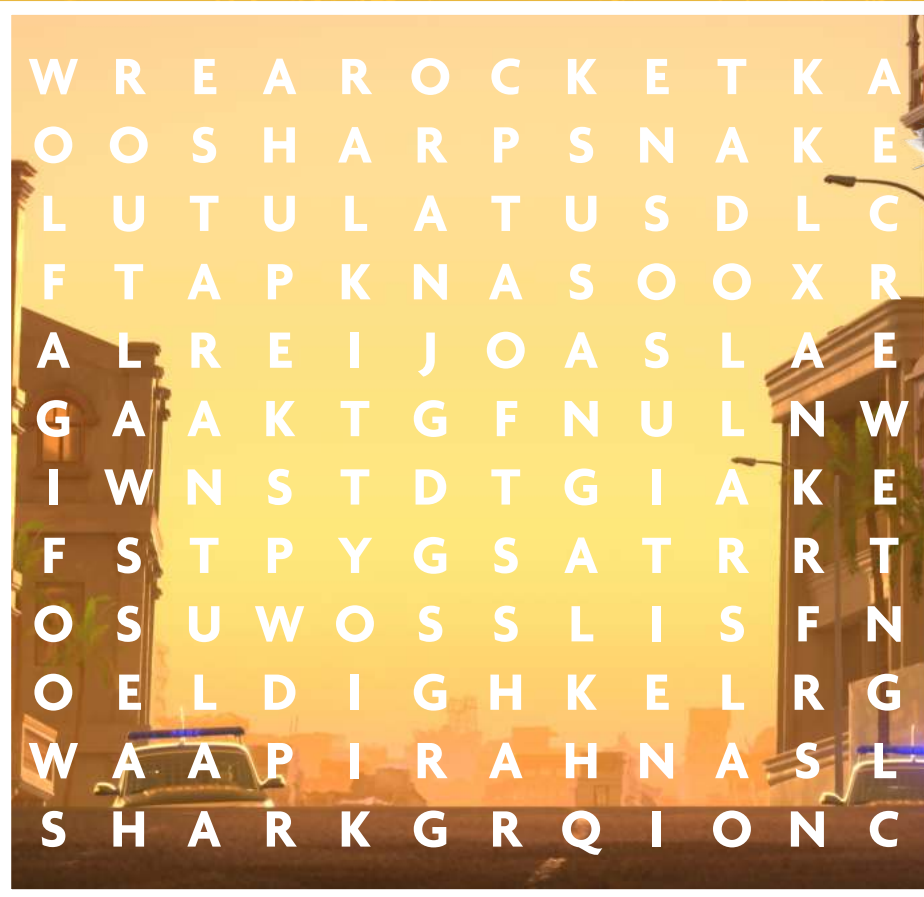 W R E A R O C K E T K A
O O S H A R P S N A K E
L U T U L A T U S D L C
F T A P K N A S O O X R
A L R E I J O A S L A E
G A A K T G F N U L N W
I W N S T D T G I A K E
F S T P Y G S A T R R T
O S U W O S S L I S F N
O E L D I G H K E L R G
W A A P I R A H N A S L
S H A R K G R Q I O N C